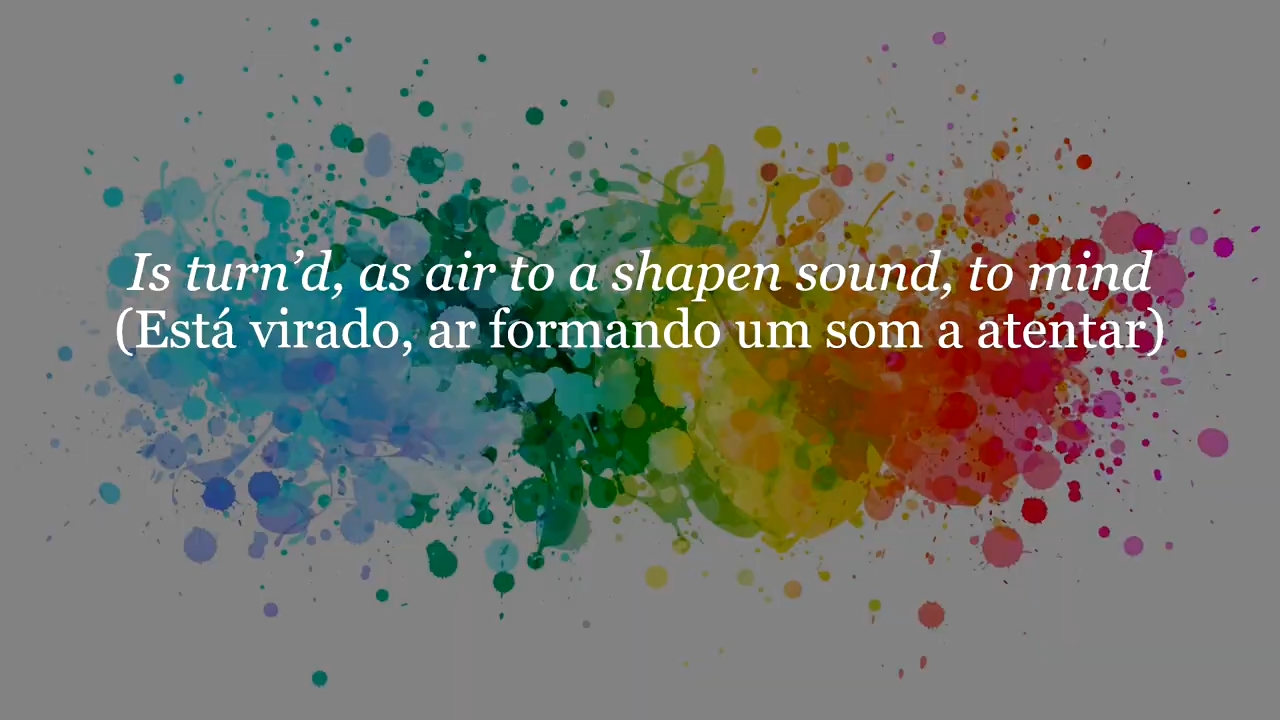 Is turn’d, as air to a shapen sound, to mind
(Está virado, ar formando um som a atentar)